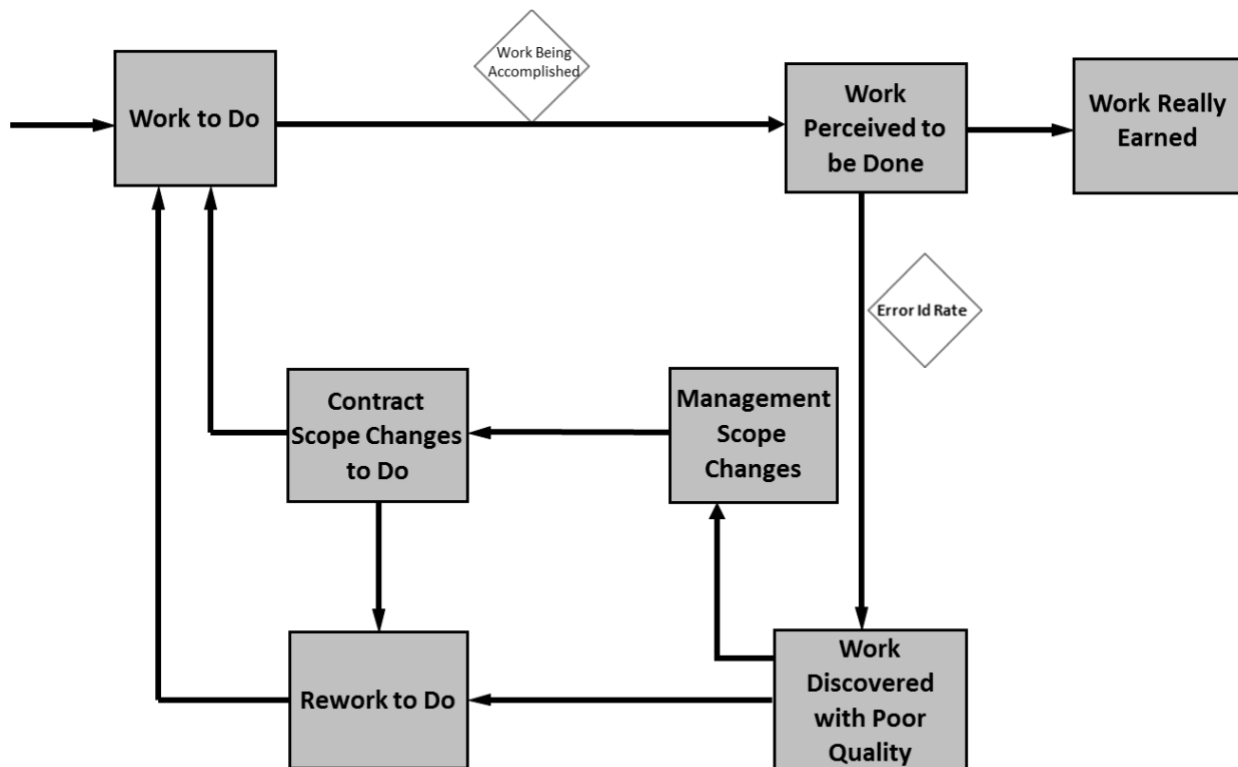 Work Being
Accomplished
Work to Do
Work
Perceived to
be Done
Work Really
Earned
Error Id Rate
Contract
Scope Changes
to Do
Management
Scope
Changes
Rework to Do
Work
Discovered
with Poor
Quality